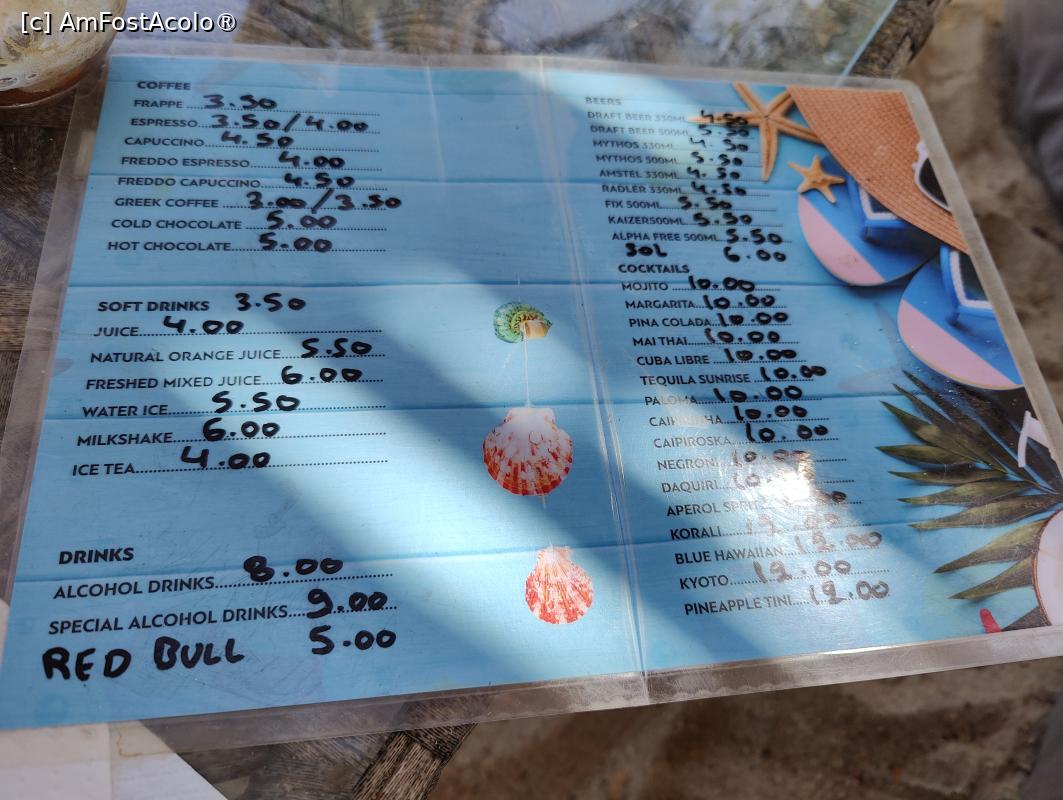 [c] AmFostAcolo®
COFFEE
FRAPPE ... 3.50
ESPRESSO... 3.50/4.00
CAPUCCINO... 4.50
FREDDO ESPRESSO... 4.00
FREDDO CAPUCCINO... 4.50
GREEK COFFEE ... 3.00/3.50
COLD CHOCOLATE ... 5.00
HOT CHOCOLATE... 5.00
SOFT DRINKS 3.50
JUICE... 4.00
NATURAL ORANGE JUICE... 5.50
FRESHED MIXED JUICE... 6.00
WATER ICE... 5.50
MILKSHAKE... 6.00
ICE TEA... 4.00
DRINKS
ALCOHOL DRINKS... 8.00
SPECIAL ALCOHOL DRINKS... 9.00
RED BULL 5.00
BEERS
DRAFT BEER 330ML 4.50
DRAFT BEER 500ML 5.50
MYTHOS 330ML 4.50
MYTHOS 500ML 5.50
AMSTEL 330ML 4.50
RADLER 330ML 4.50
FIX 500ML 5.50
KAIZER500ML 5.50
ALPHA FREE 500ML 5.50
SOL 6.00
COCKTAILS
MOJITO ... 10.00
MARGARITA... 10.00
PINA COLADA... 10.00
MAI THAI... 10.00
CUBA LIBRE ... 10.00
TEQUILA SUNRISE ... 10.00
PALOMA... 10.00
CAIPIRINHA ... 10.00
CAIPIROSKA... 10.00
NEGRONI 10.00
DAQUIRI...
APEROL SPRITZ
KORALI...
BLUE HAWAIIAN... 12.00
KYOTO... 12.00
PINEAPPLE TINI... 12.00